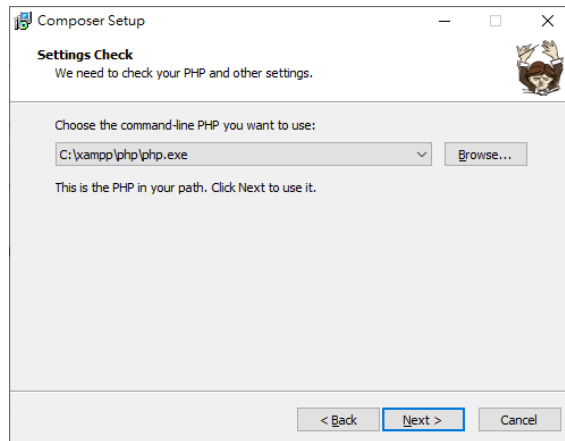 Composer Setup
Settings Check
We need to check your PHP and other settings.
Choose the command-line PHP you want to use:
C:\xampp\php\php.exe
Browse...
This is the PHP in your path. Click Next to use it.
< Back
Next >
Cancel